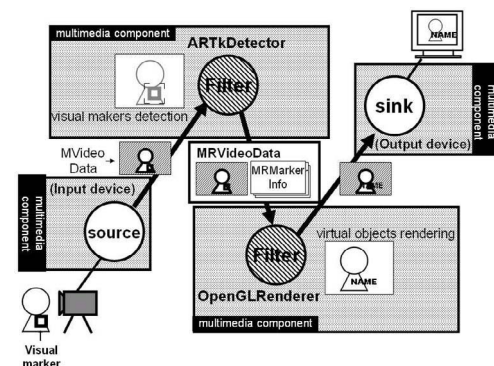 multimedia component
ARTkDetector
Filter
visual makers detection
MVideo
Data
MRVideoData
MRMarker-
Info
(Input device)
multimedia
component
source
Visual
marker
Filter
virtual objects rendering
NAME
OpenGLRenderer
multimedia component
NAME
sink
(Output device)
multimedia
component
NAME